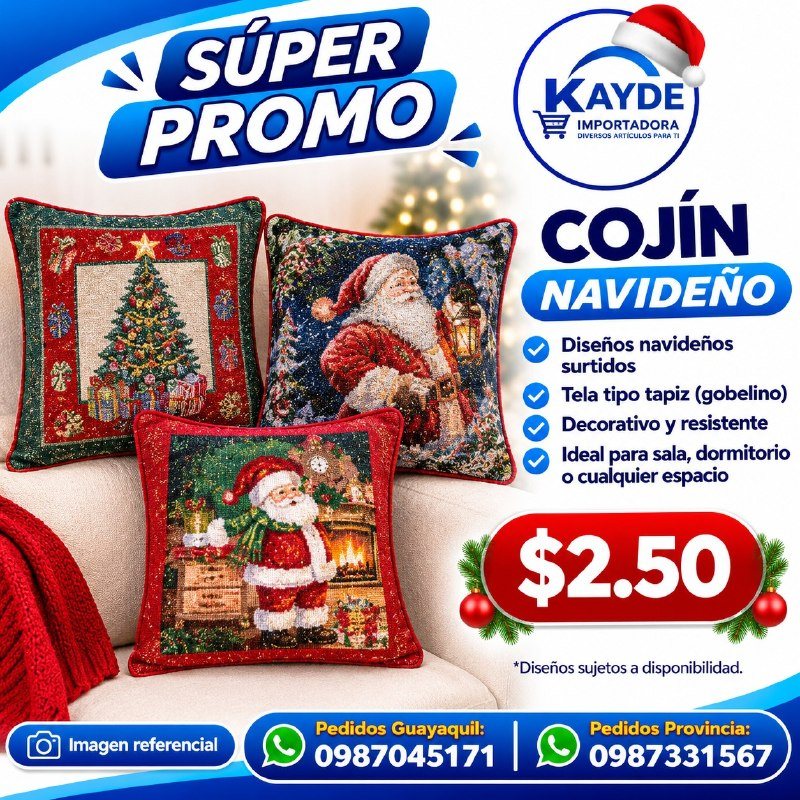 SÚPER
PROMO
KAYDE
IMPORTADORA
DIVERSOS ARTÍCULOS PARA TI
COJÍN
NAVIDEÑO
Diseños navideños
surtidos
Tela tipo tapiz (gobelino)
Decorativo y resistente
Ideal para sala, dormitorio
o cualquier espacio
$2.50
*Diseños sujetos a disponibilidad.
Imagen referencial
Pedidos Guayaquil:
0987045171
Pedidos Provincia:
0987331567